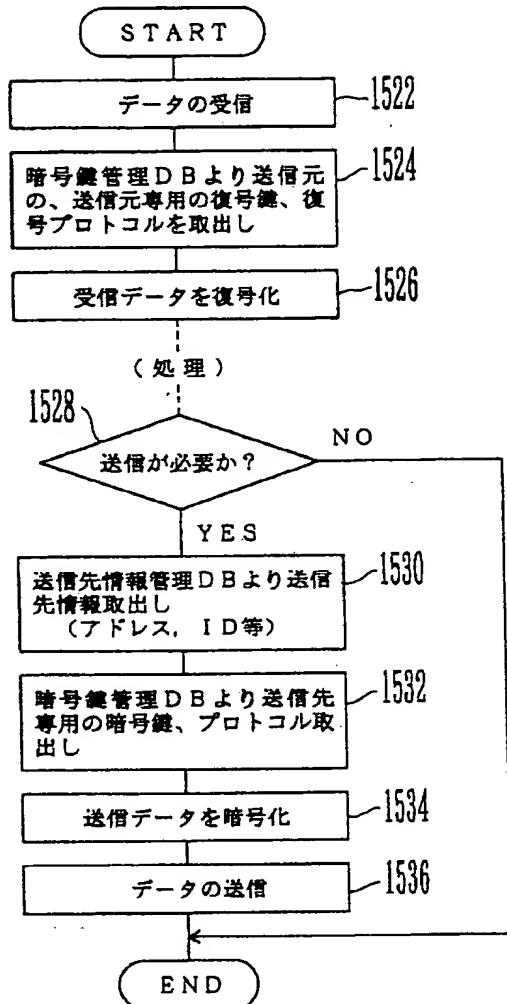 START
データの受信
1522
暗号鍵管理DBより送信元
の、送信元専用の復号鍵、復
号プロトコルを取出し
1524
受信データを復号化
1526
(処理)
1528
送信が必要か?
NO
YES
送信先情報管理DBより送信
先情報取出し
(アドレス, ID等)
1530
暗号鍵管理DBより送信先
専用の暗号鍵、プロトコル取
出し
1532
送信データを暗号化
1534
データの送信
1536
END